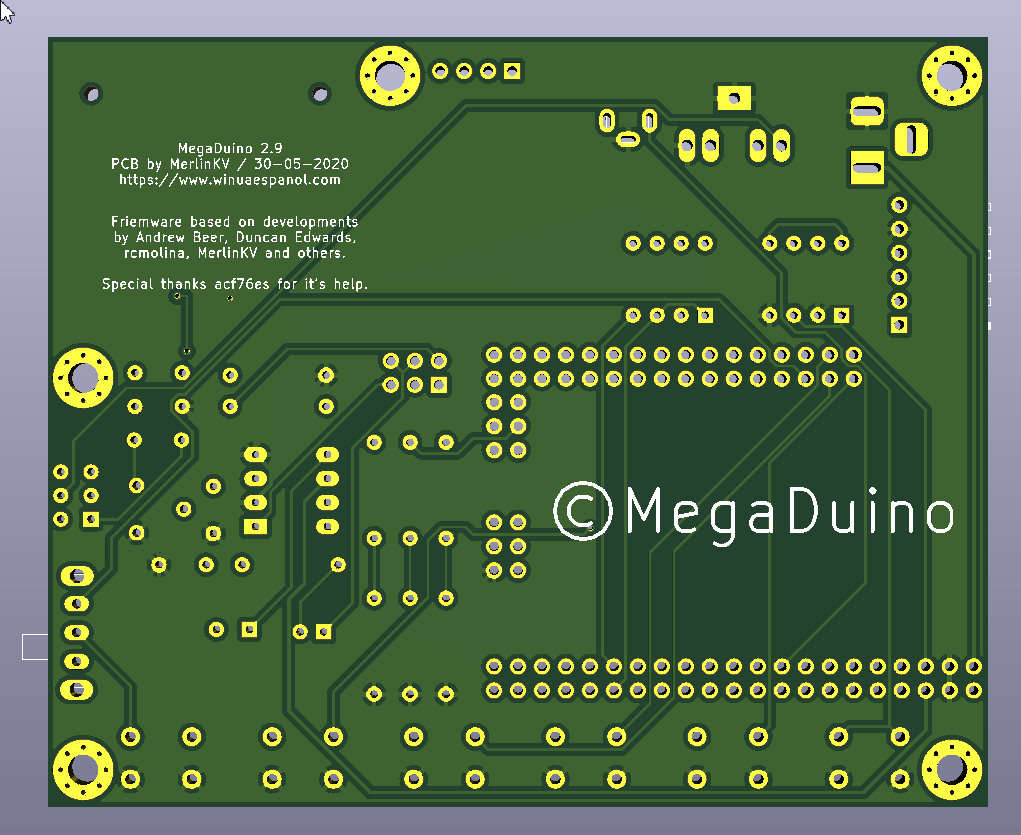 MegaDuino 2.9
PCB by MerlinKV / 30-05-2020
https://www.winuaespanol.com
Friemware based on developments
by Andrew Beer, Duncan Edwards,
rcmolina, MerlinKV and others.
Special thanks acf76es for it's help.
©MegaDuino